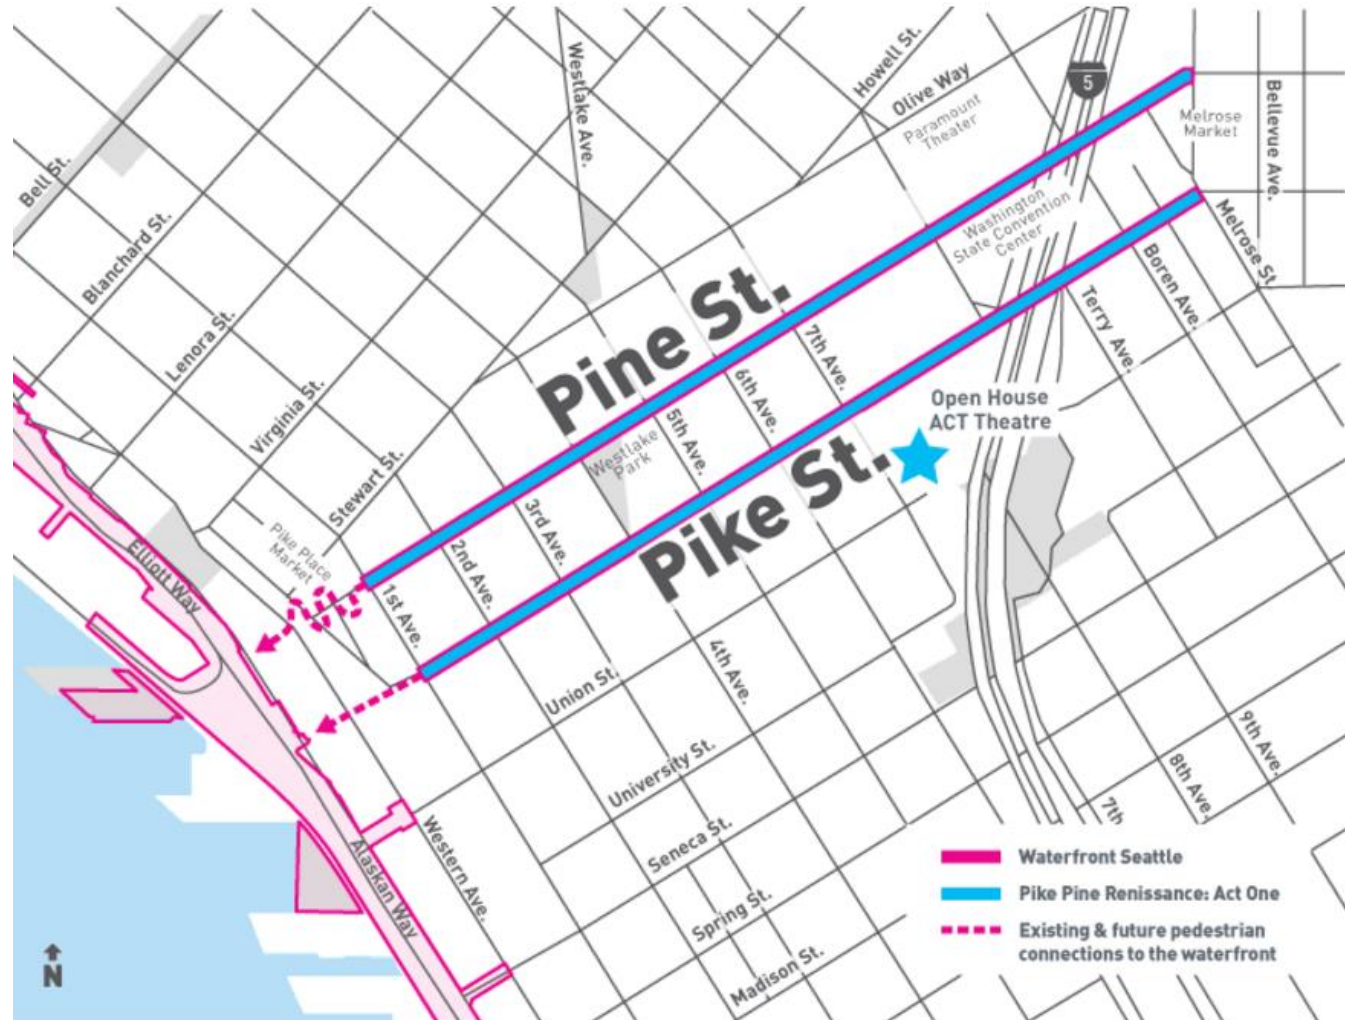 Westlake Ave.
Howell St.
Olive Way
Paramount
Theater
5
Melrose
Market
Bellevue Ave.
Bell St.
Blanchard St.
Lenora St.
Virginia St.
Stewart St.
Washington
State Convention
Center
Melrose St
Boren Ave.
Terry Ave.
Pine St.
7th Ave.
6th Ave.
5th Ave.
Westlake
Park
Open House
ACT Theatre
Pike St.
3rd Ave.
2nd Ave.
1st Ave.
Pike Place
Market
Elliott Way
4th Ave.
Union St.
University St.
Seneca St.
Spring St.
Madison St.
Western Ave.
Alaskan Way
9th Ave.
8th Ave.
7th
Waterfront Seattle
Pike Pine Renissance: Act One
Existing & future pedestrian
connections to the waterfront
N